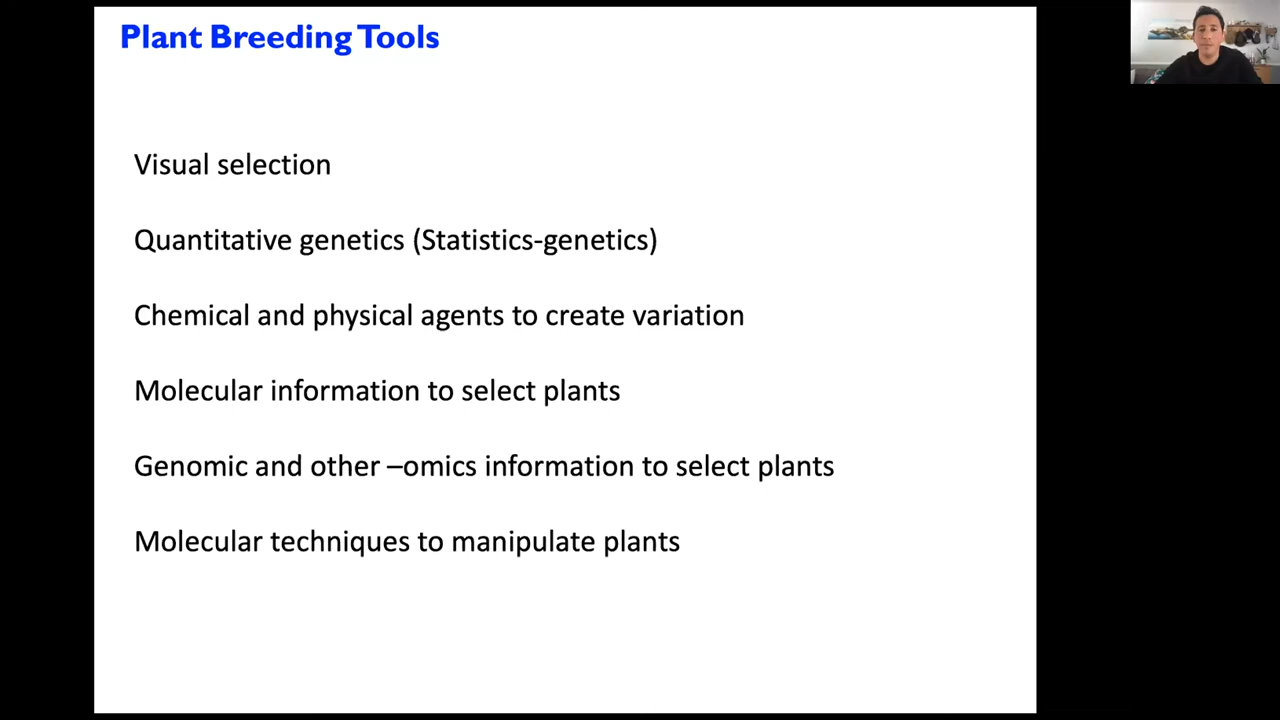 Plant Breeding Tools
Visual selection
Quantitative genetics (Statistics-genetics)
Chemical and physical agents to create variation
Molecular information to select plants
Genomic and other –omics information to select plants
Molecular techniques to manipulate plants